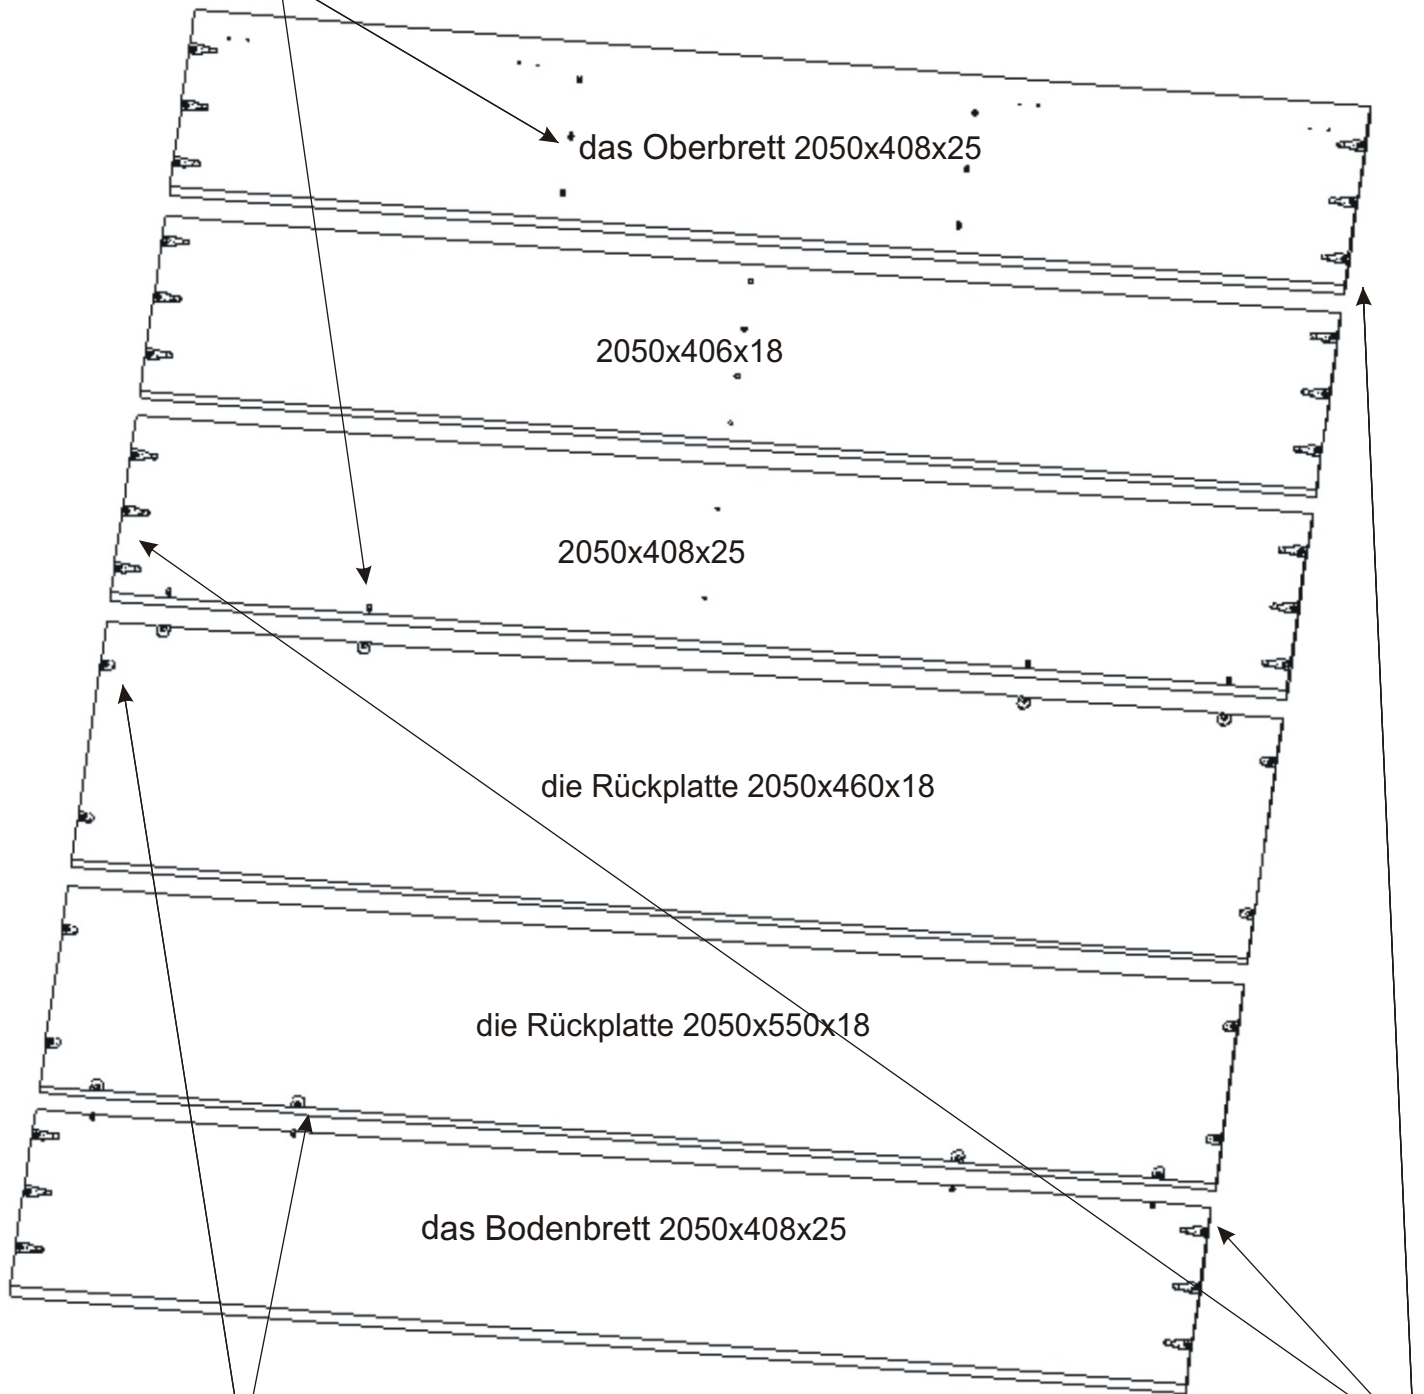 das Oberbrett 2050x408x25
2050x406x18
2050x408x25
die Rückplatte 2050x460x18
die Rückplatte 2050x550x18
das Bodenbrett 2050x408x25